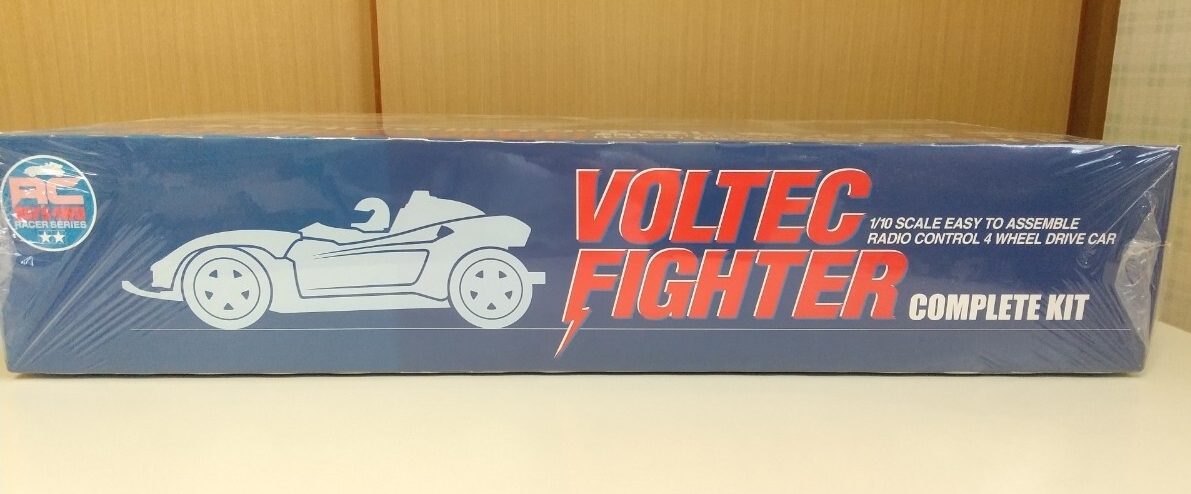 RC
RACER SERIES
VOLTEC
FIGHTER
1/10 SCALE EASY TO ASSEMBLE
RADIO CONTROL 4 WHEEL DRIVE CAR
COMPLETE KIT